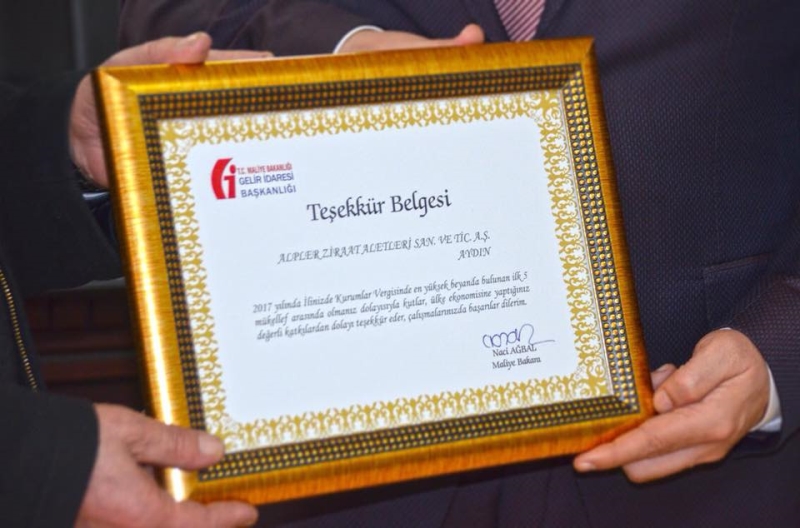 T.C. MALİYE BAKANLIĞI
GELİR İDARESİ
BAŞKANLIĞI
Teşekkür Belgesi
ALPLER ZİRAAT ALETLERİ SAN. VE TİC. A.Ş.
AYDIN
2017 yılında İlinizde Kurumlar Vergisinde en yüksek beyanda bulunan ilk 3
mükellef arasında olmanız dolayısıyla kutlar, ülke ekonomisine yaptığınız
değerli katkılardan dolayı teşekkür eder, çalışmalarınızda başarılar dilerim.
Naci AĞBAL
Maliye Bakanı